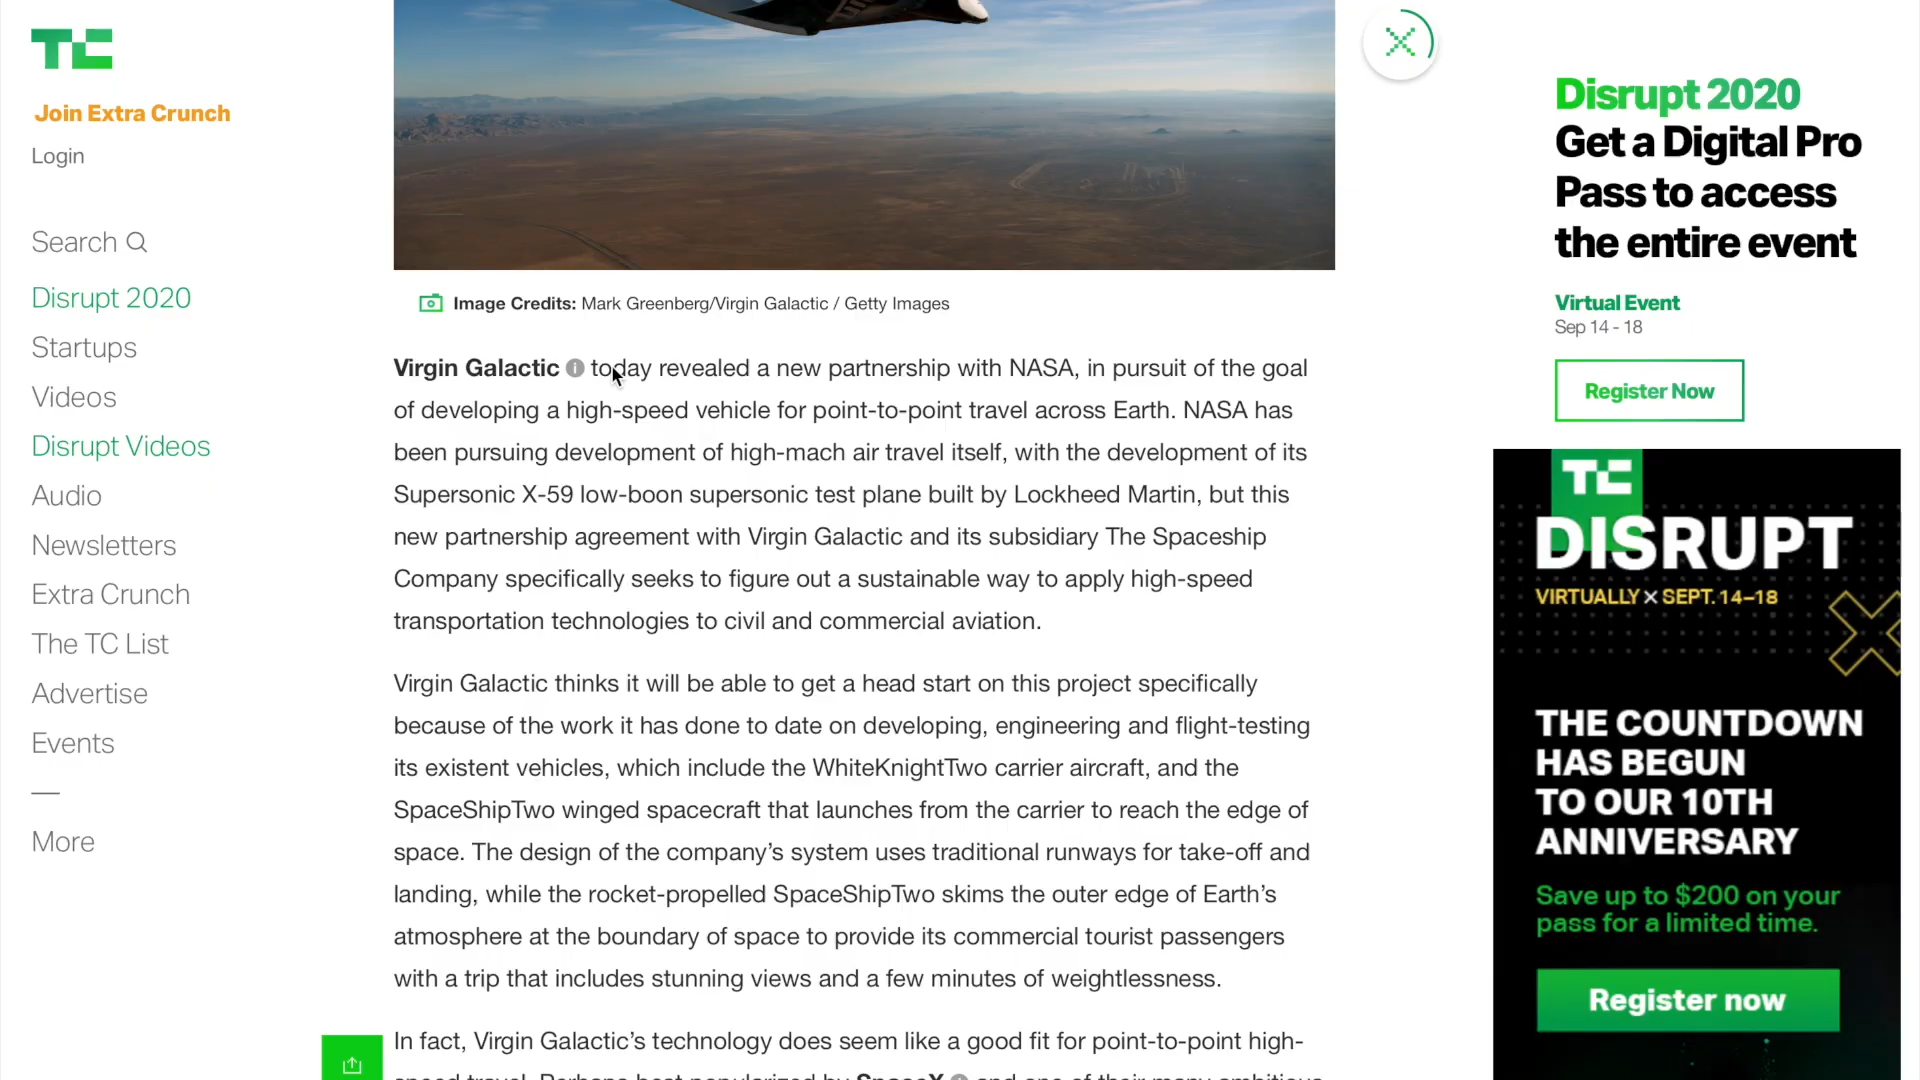 TC
Join Extra Crunch
Login
Search
Disrupt 2020
Startups
Videos
Disrupt Videos
Audio
Newsletters
Extra Crunch
The TC List
Advertise
Events
More
Image Credits: Mark Greenberg/Virgin Galactic / Getty Images
Virgin Galactic today revealed a new partnership with NASA, in pursuit of the goal
of developing a high-speed vehicle for point-to-point travel across Earth. NASA has
been pursuing development of high-mach air travel itself, with the development of its
Supersonic X-59 low-boon supersonic test plane built by Lockheed Martin, but this
new partnership agreement with Virgin Galactic and its subsidiary The Spaceship
Company specifically seeks to figure out a sustainable way to apply high-speed
transportation technologies to civil and commercial aviation.
Virgin Galactic thinks it will be able to get a head start on this project specifically
because of the work it has done to date on developing, engineering and flight-testing
its existent vehicles, which include the WhiteKnightTwo carrier aircraft, and the
SpaceShipTwo winged spacecraft that launches from the carrier to reach the edge of
space. The design of the company's system uses traditional runways for take-off and
landing, while the rocket-propelled SpaceShipTwo skims the outer edge of Earth's
atmosphere at the boundary of space to provide its commercial tourist passengers
with a trip that includes stunning views and a few minutes of weightlessness.
In fact, Virgin Galactic's technology does seem like a good fit for point-to-point high-
speed travel. Perhaps best popularized by SpaceX and one of their many ambitious
Disrupt 2020
Get a Digital Pro
Pass to access
the entire event
Virtual Event
Sep 14 - 18
Register Now
TC
DISRUPT
VIRTUALLY X SEPT. 14–18
THE COUNTDOWN
HAS BEGUN
TO OUR 10TH
ANNIVERSARY
Save up to $200 on your
pass for a limited time.
Register now